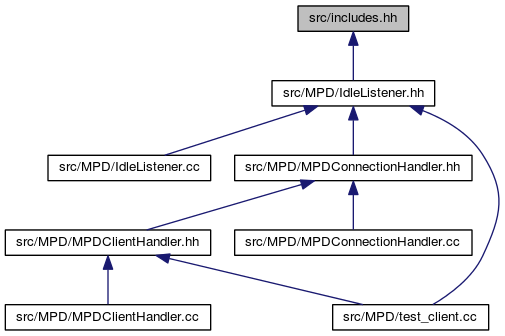 src/includes.hh
src/MPD/IdleListener.hh
src/MPD/IdleListener.cc
src/MPD/MPDConnectionHandler.hh
src/MPD/MPDClientHandler.hh
src/MPD/MPDConnectionHandler.cc
src/MPD/MPDClientHandler.cc
src/MPD/test_client.cc